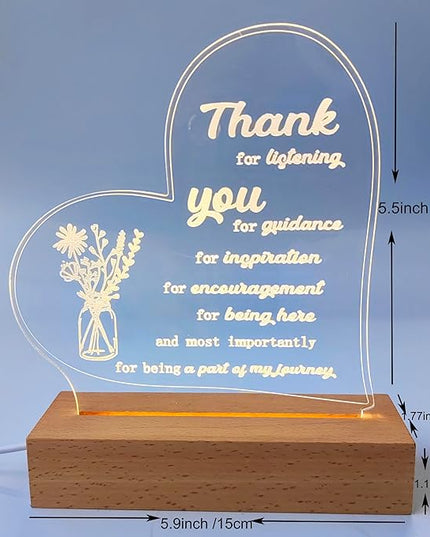 Thank
for listening
you
for guidance
5.5inch
for inspiration
for encouragement
for being here
and most importantly
for being a part of my journey
1.77in
1.1
5.9inch /15cm